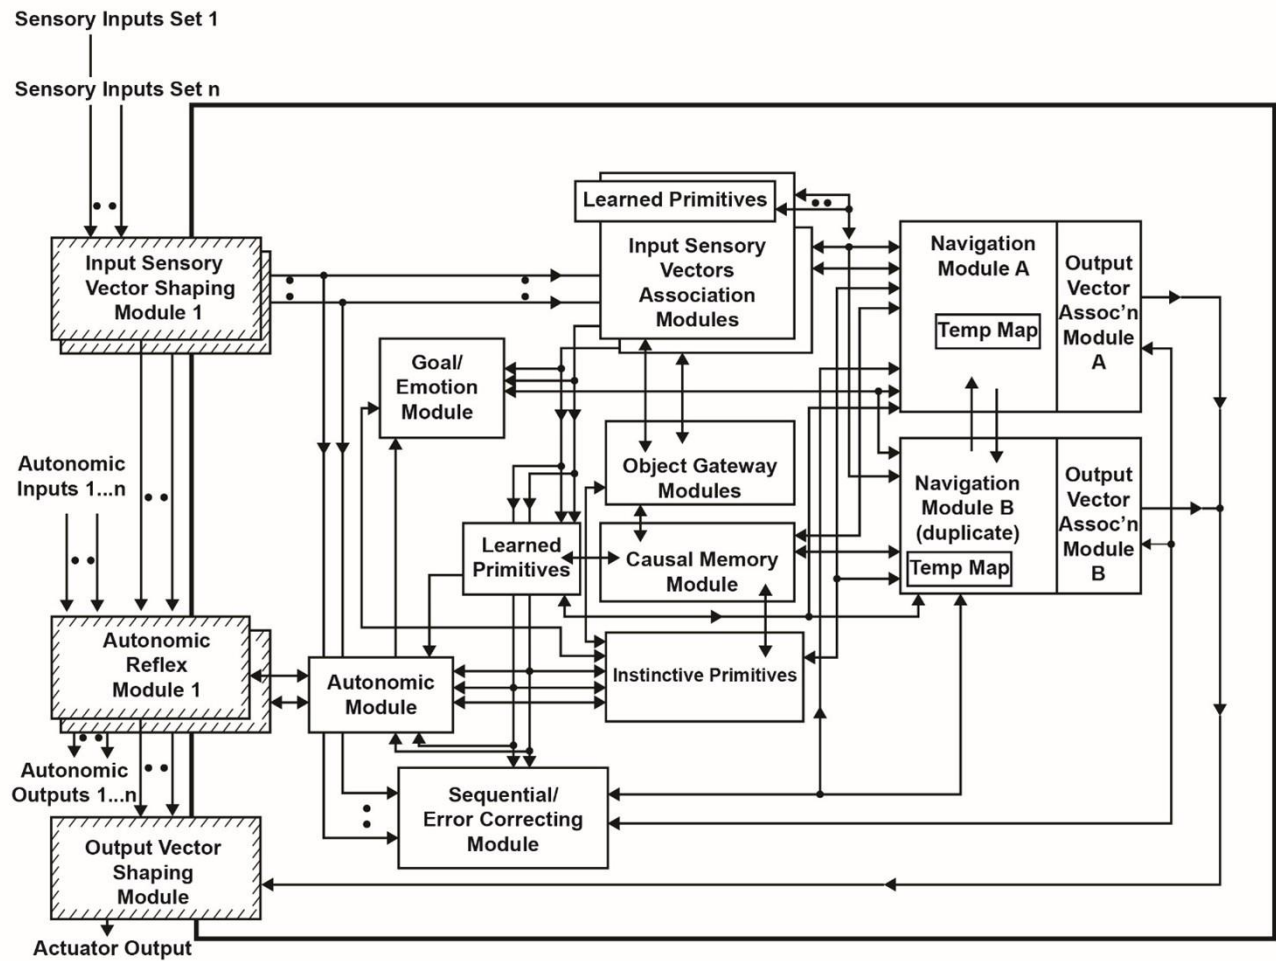 Sensory Inputs Set 1
Sensory Inputs Set n
Learned Primitives
Input Sensory
Vectors
Association
Modules
Navigation
Module A
Temp Map
Output
Vector
Assoc'n
Module
A
Input Sensory
Vector Shaping
Module 1
Goal/
Emotion
Module
Object Gateway
Modules
Navigation
Module B
(duplicate)
Temp Map
Output
Vector
Assoc'n
Module
B
Autonomic
Inputs 1...n
Learned
Primitives
Causal Memory
Module
Autonomic
Reflex
Module 1
Autonomic
Module
Instinctive Primitives
Autonomic
Outputs 1...n
Sequential/
Error Correcting
Module
Output Vector
Shaping
Module
Actuator Output